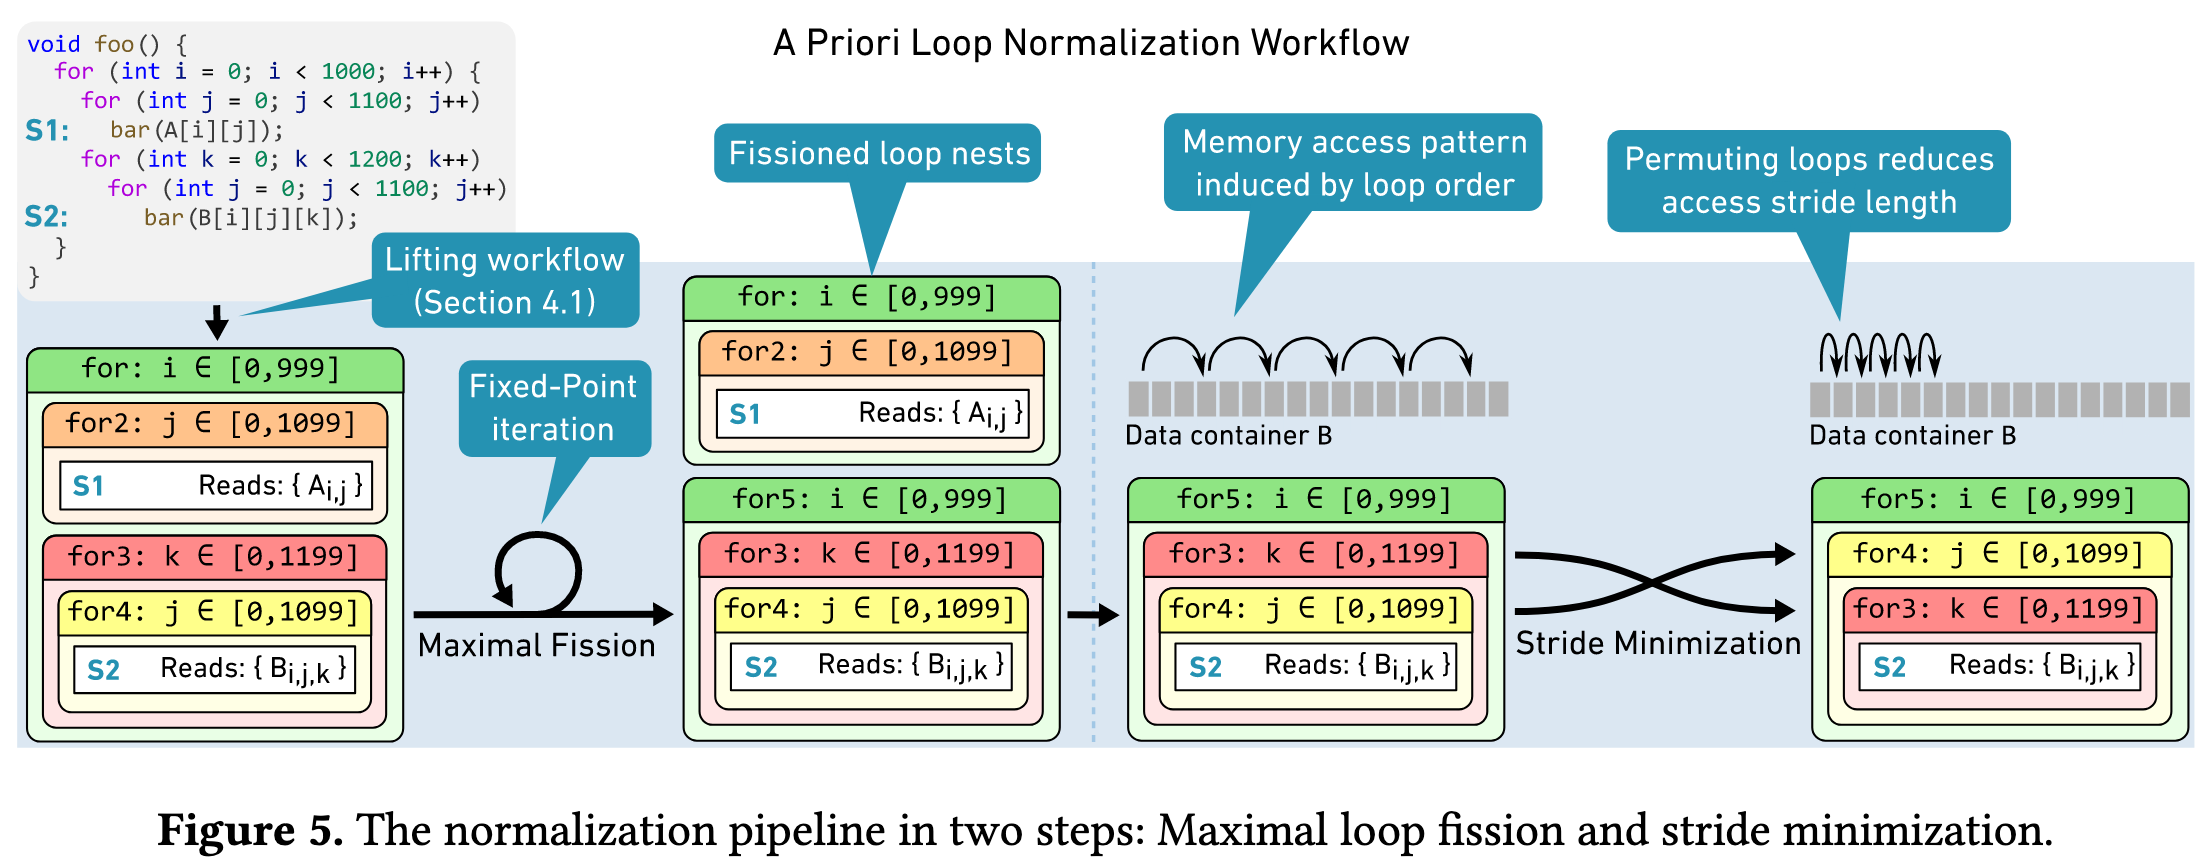 A Priori Loop Normalization Workflow
void foo() {
for (int i = 0; i < 1000; i++) {
for (int j = 0; j < 1100; j++)
S1: bar(A[i][j]);
for (int k = 0; k < 1200; k++)
for (int j = 0; j < 1100; j++)
S2: bar(B[i][j][k]);
}
}
Lifting workflow
(Section 4.1)
for: i ∈ [0,999]
for2: j ∈ [0,1099]
S1 Reads: { Ai,j }
for3: k ∈ [0,1199]
for4: j ∈ [0,1099]
S2 Reads: { Bi,j,k }
Fixed-Point
iteration
Maximal Fission
Fissioned loop nests
for: i ∈ [0,999]
for2: j ∈ [0,1099]
S1 Reads: { Ai,j }
for5: i ∈ [0,999]
for3: k ∈ [0,1199]
for4: j ∈ [0,1099]
S2 Reads: { Bi,j,k }
Memory access pattern
induced by loop order
Data container B
for5: i ∈ [0,999]
for3: k ∈ [0,1199]
for4: j ∈ [0,1099]
S2 Reads: { Bi,j,k }
Stride Minimization
Permuting loops reduces
access stride length
Data container B
for5: i ∈ [0,999]
for4: j ∈ [0,1099]
for3: k ∈ [0,1199]
S2 Reads: { Bi,j,k }
Figure 5. The normalization pipeline in two steps: Maximal loop fission and stride minimization.